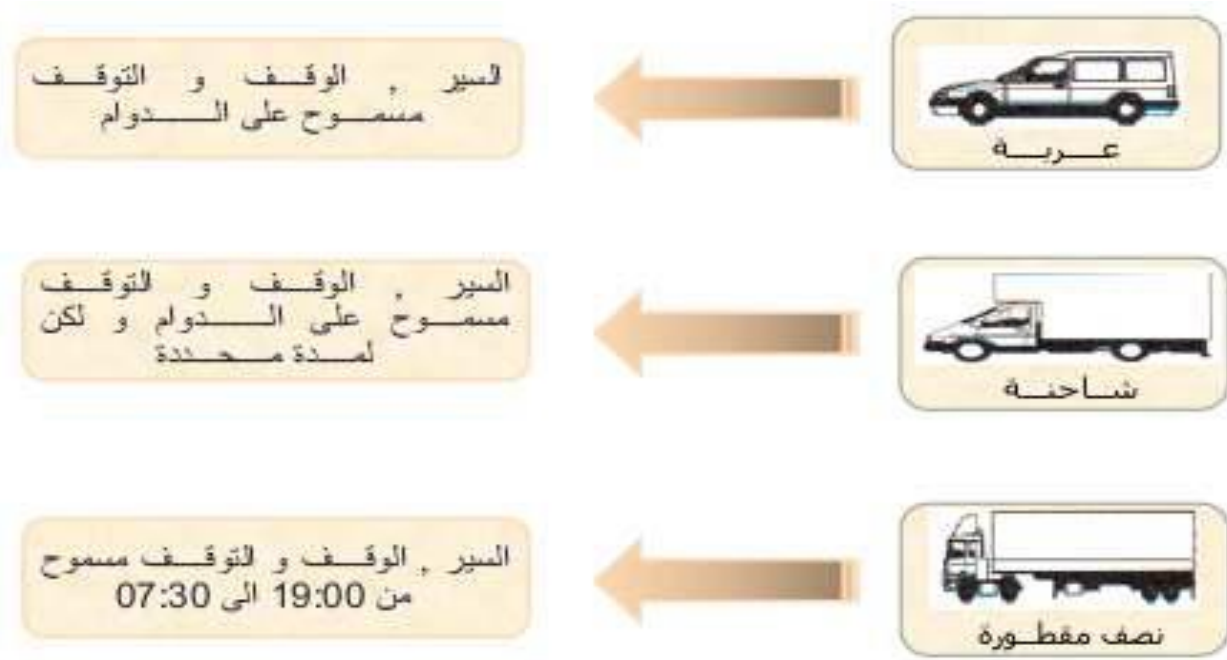 عربة
السير , الوقف و التوقف
مسموح على الدوام
شاحنة
السير , الوقف و التوقف
مسموح على الدوام و لكن
لمدة محددة
نصف مقطورة
السير , الوقف و التوقف مسموح
من 19:00 الى 07:30